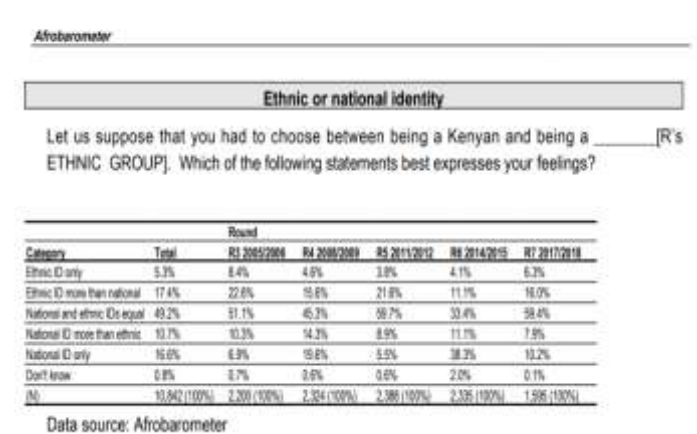 Afrobarometer
Ethnic or national identity
Let us suppose that you had to choose between being a Kenyan and being a _______[R's
ETHNIC GROUP]. Which of the following statements best expresses your feelings?
Round
Category Total R3 2005/2006 R4 2008/2009 R5 2011/2012 R6 2014/2015 R7 2017/2018
Ethnic ID only 5.3% 8.4% 4.6% 3.8% 4.1% 6.3%
Ethnic ID more than national 17.4% 22.6% 15.6% 21.6% 11.1% 16.0%
National and ethnic IDs equal 49.2% 51.1% 45.3% 59.7% 33.4% 59.4%
National ID more than ethnic 10.7% 10.3% 14.3% 8.9% 11.1% 7.9%
National ID only 16.6% 6.9% 19.6% 5.5% 38.3% 10.2%
Don't know 0.8% 0.7% 0.6% 0.6% 2.0% 0.1%
(N) 10,842 (100%) 2,200 (100%) 2,324 (100%) 2,386 (100%) 2,335 (100%) (100%)
Data source: Afrobarometer